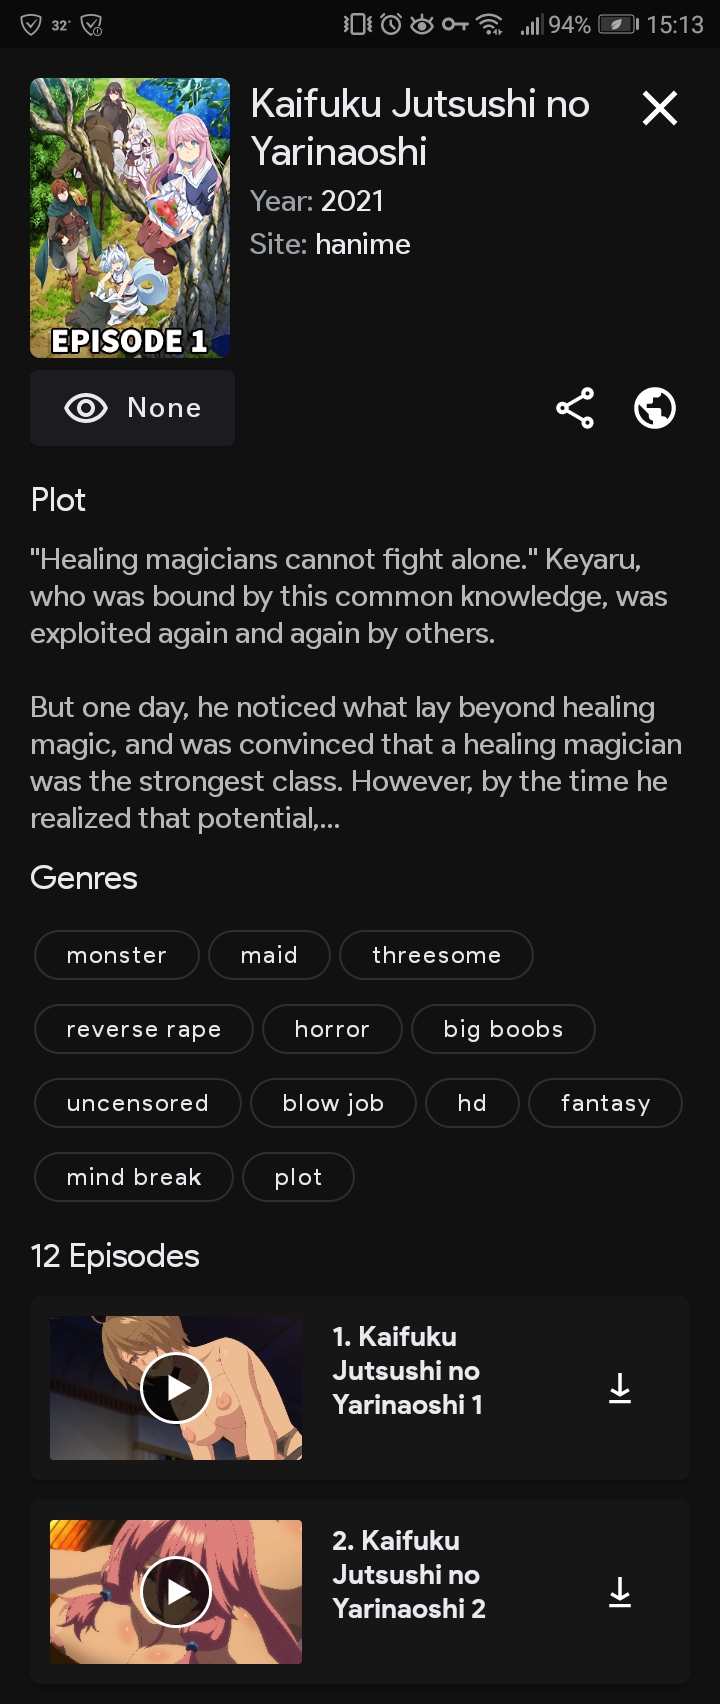 32°
94%
15:13
EPISODE 1
Kaifuku Jutsushi no
Yarinaoshi
Year: 2021
Site: hanime
None
Plot
"Healing magicians cannot fight alone." Keyaru,
who was bound by this common knowledge, was
exploited again and again by others.
But one day, he noticed what lay beyond healing
magic, and was convinced that a healing magician
was the strongest class. However, by the time he
realized that potential,...
Genres
monster maid threesome
reverse rape horror big boobs
uncensored blow job hd fantasy
mind break plot
12 Episodes
1. Kaifuku
Jutsushi no
Yarinaoshi 1
2. Kaifuku
Jutsushi no
Yarinaoshi 2